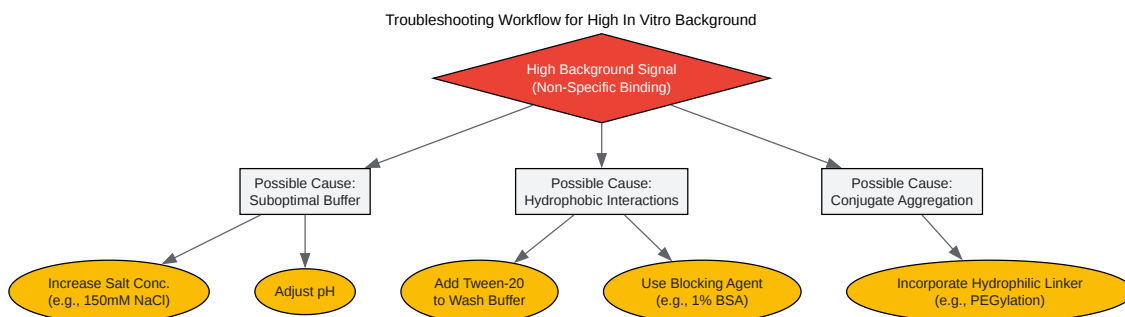 Troubleshooting Workflow for High In Vitro Background
High Background Signal
(Non-Specific Binding)
Possible Cause:
Suboptimal Buffer
Possible Cause:
Hydrophobic Interactions
Possible Cause:
Conjugate Aggregation
Increase Salt Conc.
(e.g., 150mM NaCl)
Adjust pH
Add Tween-20
to Wash Buffer
Use Blocking Agent
(e.g., 1% BSA)
Incorporate Hydrophilic Linker
(e.g., PEGylation)